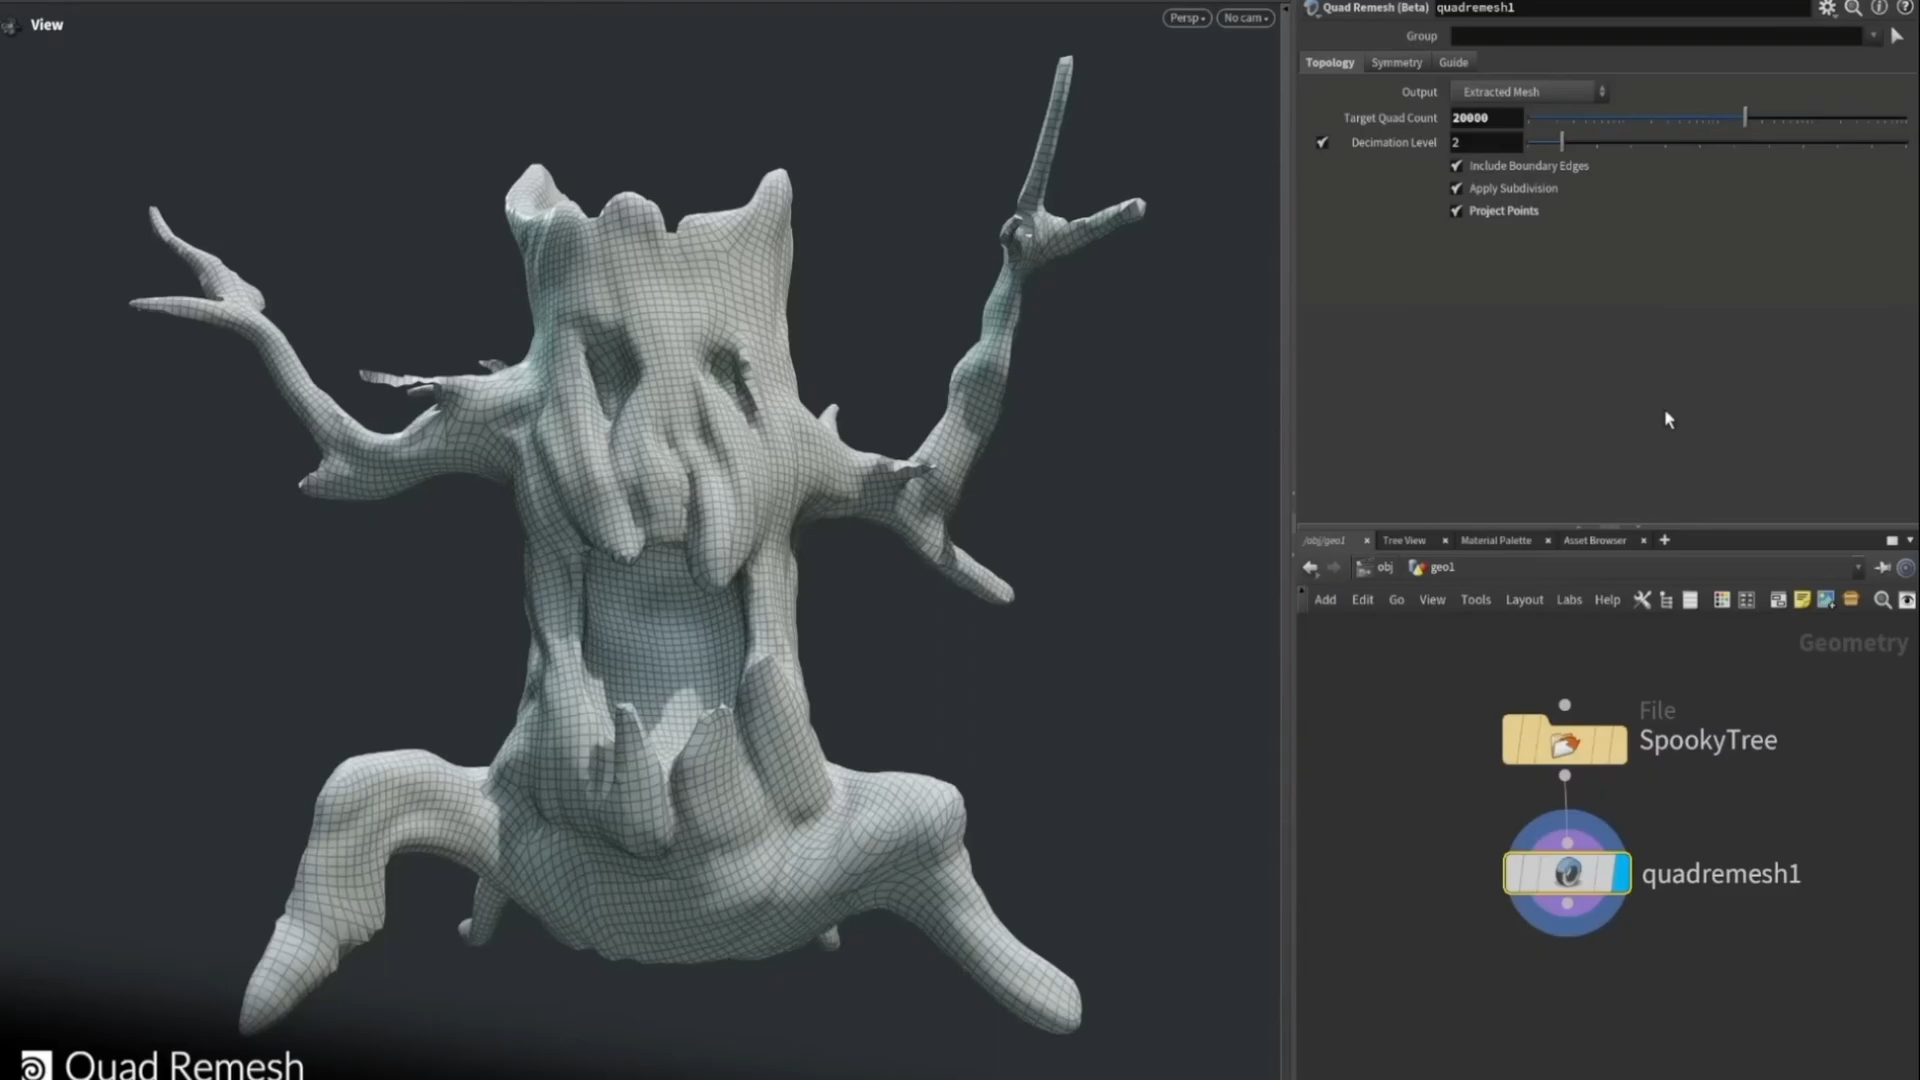 View
Persp
No cam
Quad Remesh (Beta) quadremesh1
Group
Topology Symmetry Guide
Output Extracted Mesh
Target Quad Count 20000
Decimation Level 2
Include Boundary Edges
Apply Subdivision
Project Points
/obj/geo1 Tree View Material Palette Asset Browser
obj geo1
Add Edit Go View Tools Layout Labs Help
Geometry
File
SpookyTree
quadremesh1
Quad Remesh